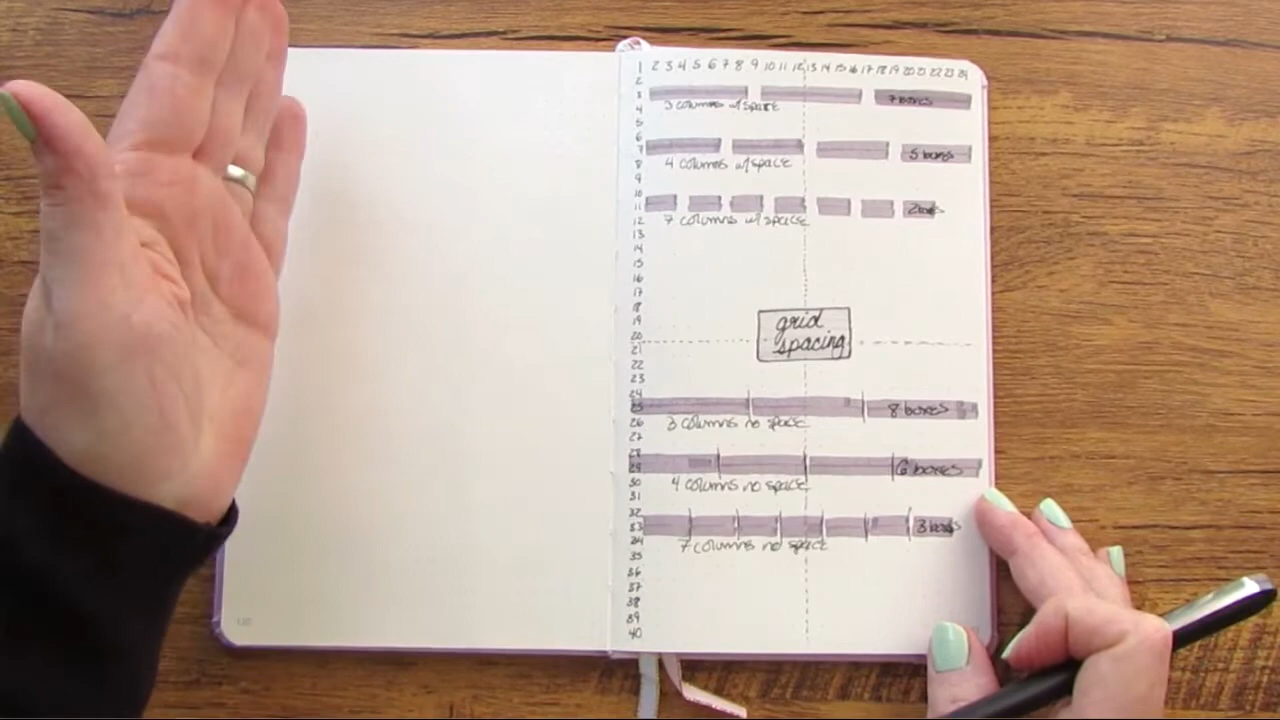 1 2 3 4 5 6 7 8 9 10 11 12 13 14 15 16 17 18 19 20 21 22 23 24
2
3
7 boxes
4
3 columns w/ space
5
6
7
5 boxes
8
4 columns w/ space
9
10
11
2 boxes
12
7 columns w/ space
13
14
15
16
17
18
19
grid
20
spacing
21
22
23
24
25
8 boxes
26
3 columns no space
27
28
29
6 boxes
30
4 columns no space
31
32
33
3 boxes
34
7 columns no space
35
36
37
38
39
40